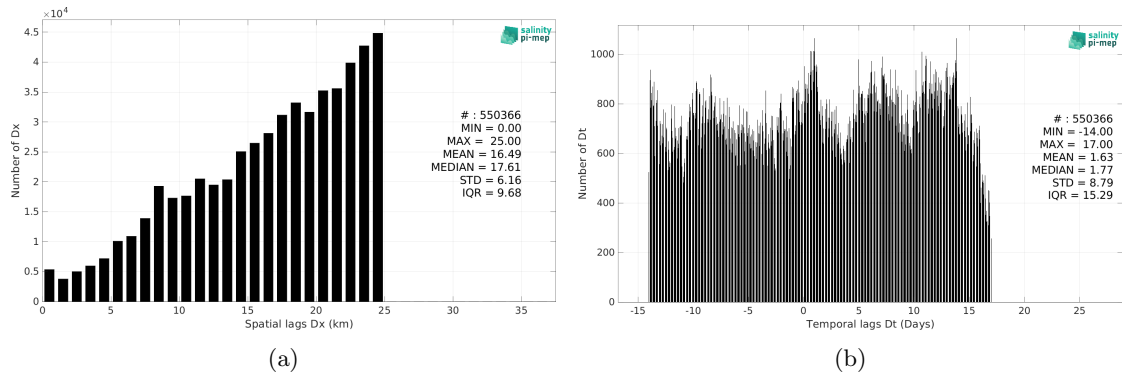 ×10⁴
4.5
4
3.5
3
2.5
2
1.5
1
0.5
0
Number of Dx
0 5 10 15 20 25 30 35
Spatial lags Dx (km)
salinity
pi-mep
# : 550366
MIN = 0.00
MAX = 25.00
MEAN = 16.49
MEDIAN = 17.61
STD = 6.16
IQR = 9.68
(a)
1000
800
600
400
200
0
Number of Dt
-15 -10 -5 0 5 10 15 20 25
Temporal lags Dt (Days)
salinity
pi-mep
# : 550366
MIN = -14.00
MAX = 17.00
MEAN = 1.63
MEDIAN = 1.77
STD = 8.79
IQR = 15.29
(b)